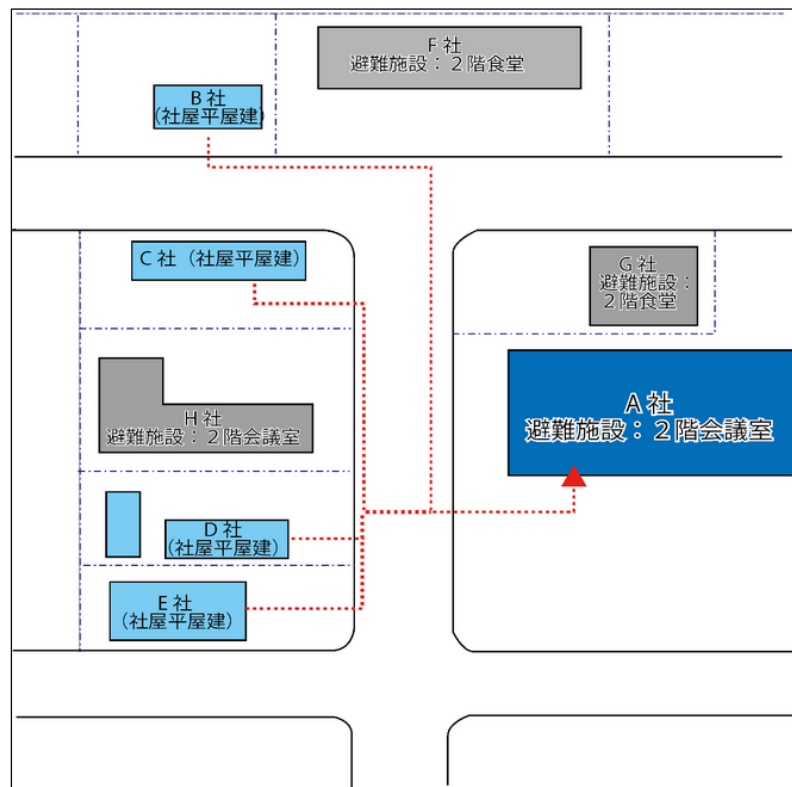 F 社
避難施設：２階食堂
B 社
（社屋平屋建）
C 社（社屋平屋建）
G 社
避難施設：
２階食堂
A 社
避難施設：２階会議室
H 社
避難施設：２階会議室
D 社
（社屋平屋建）
E 社
（社屋平屋建）